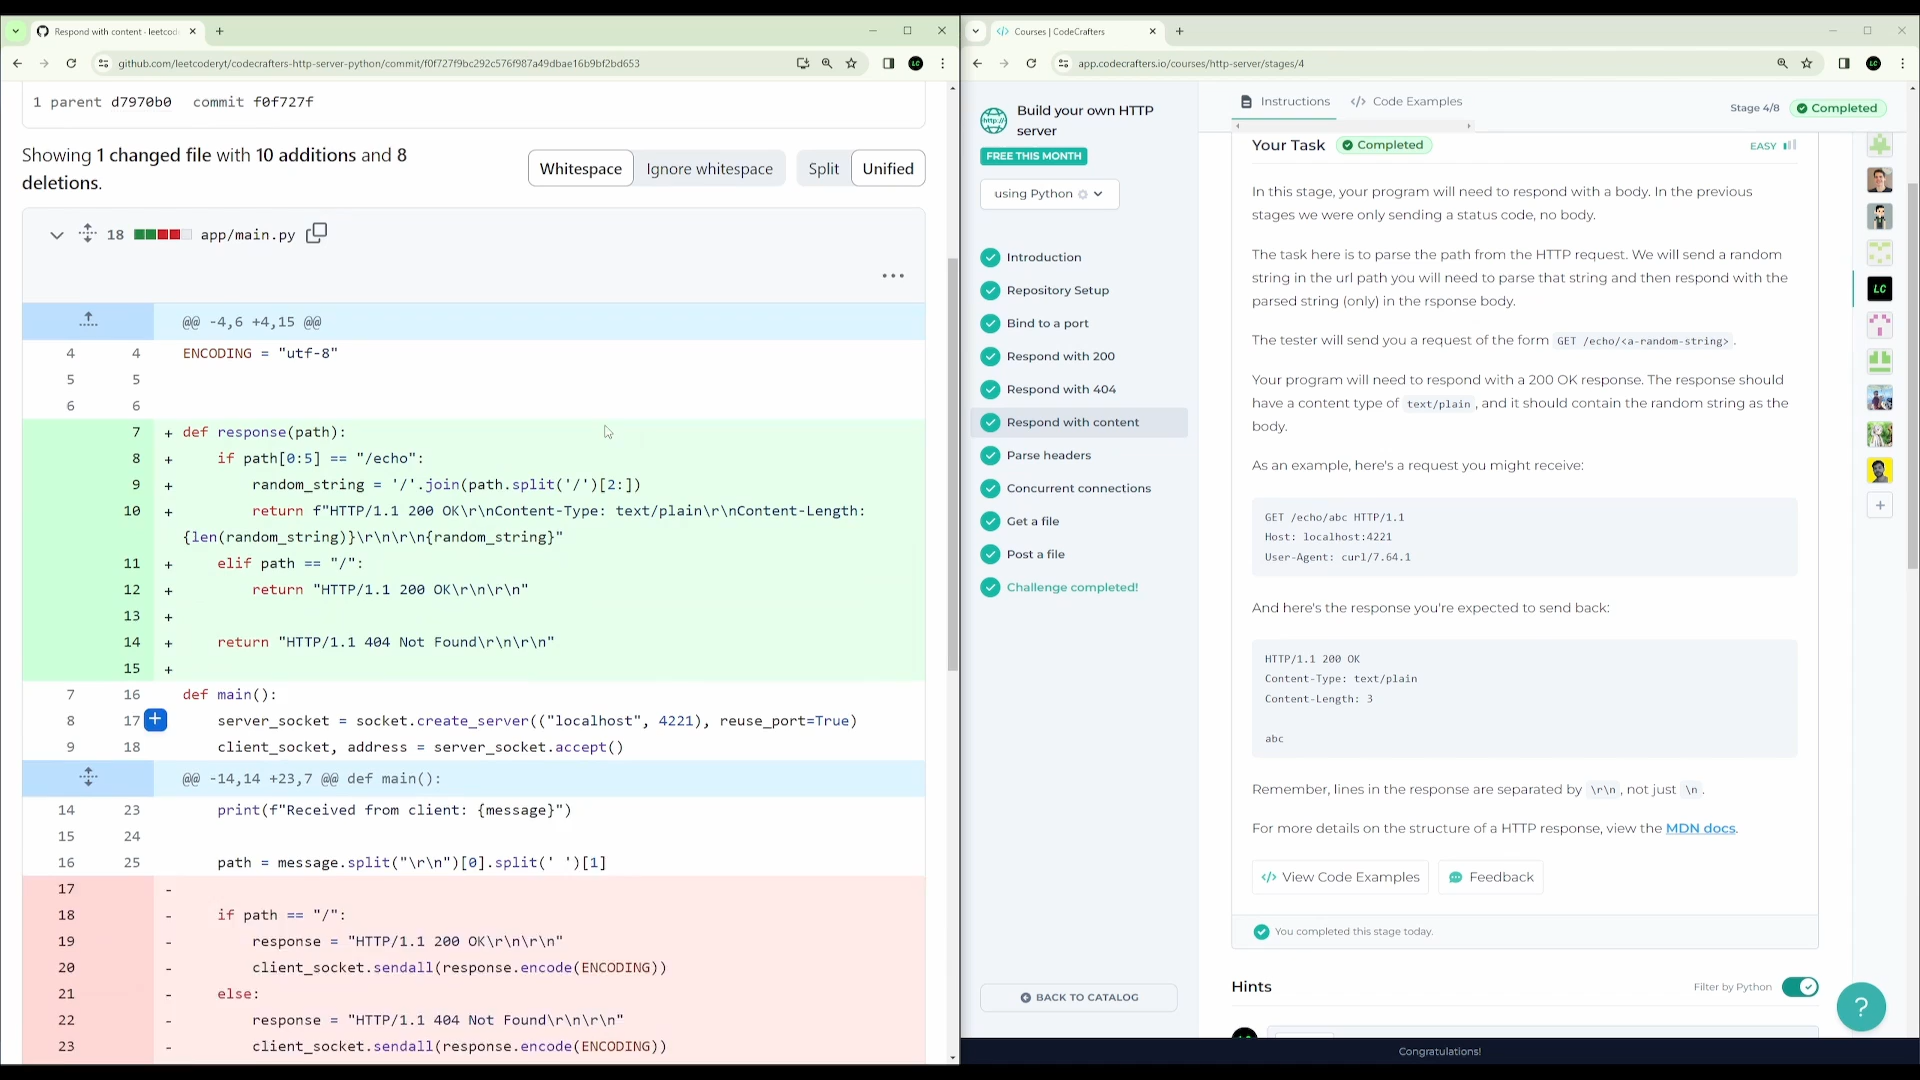 Respond with content · leetcod
github.com/leetcoderyt/codecrafters-http-server-python/commit/f0f727f9bc292c576f987a49dbae16b9bf2bd653
LC
1 parent d7970b0 commit f0f727f
Showing 1 changed file with 10 additions and 8
deletions.
Whitespace
Ignore whitespace
Split
Unified
18
app/main.py
@@ -4,6 +4,15 @@
4 4 ENCODING = "utf-8"
5 5
6 6
7 + def response(path):
8 + if path[0:5] == "/echo":
9 + random_string = '/'.join(path.split('/')[2:])
10 + return f"HTTP/1.1 200 OK\r\nContent-Type: text/plain\r\nContent-Length:
{len(random_string)}\r\n\r\n{random_string}"
11 + elif path == "/":
12 + return "HTTP/1.1 200 OK\r\n\r\n"
13 +
14 + return "HTTP/1.1 404 Not Found\r\n\r\n"
15 +
7 16 def main():
8 17 server_socket = socket.create_server(("localhost", 4221), reuse_port=True)
9 18 client_socket, address = server_socket.accept()
@@ -14,14 +23,7 @@ def main():
14 23 print(f"Received from client: {message}")
15 24
16 25 path = message.split("\r\n")[0].split(' ')[1]
17 -
18 - if path == "/":
19 - response = "HTTP/1.1 200 OK\r\n\r\n"
20 - client_socket.sendall(response.encode(ENCODING))
21 - else:
22 - response = "HTTP/1.1 404 Not Found\r\n\r\n"
23 - client_socket.sendall(response.encode(ENCODING))
Courses | CodeCrafters
app.codecrafters.io/courses/http-server/stages/4
LC
http://
Build your own HTTP
server
FREE THIS MONTH
using Python
Introduction
Repository Setup
Bind to a port
Respond with 200
Respond with 404
Respond with content
Parse headers
Concurrent connections
Get a file
Post a file
Challenge completed!
BACK TO CATALOG
Instructions
</> Code Examples
Stage 4/8
Completed
Your Task
Completed
EASY
In this stage, your program will need to respond with a body. In the previous
stages we were only sending a status code, no body.
The task here is to parse the path from the HTTP request. We will send a random
string in the url path you will need to parse that string and then respond with the
parsed string (only) in the rsponse body.
The tester will send you a request of the form GET /echo/<a-random-string>.
Your program will need to respond with a 200 OK response. The response should
have a content type of text/plain, and it should contain the random string as the
body.
As an example, here's a request you might receive:
GET /echo/abc HTTP/1.1
Host: localhost:4221
User-Agent: curl/7.64.1
And here's the response you're expected to send back:
HTTP/1.1 200 OK
Content-Type: text/plain
Content-Length: 3
abc
Remember, lines in the response are separated by \r\n, not just \n.
For more details on the structure of a HTTP response, view the MDN docs.
</> View Code Examples
Feedback
You completed this stage today.
Hints
Filter by Python
LC
?
Congratulations!